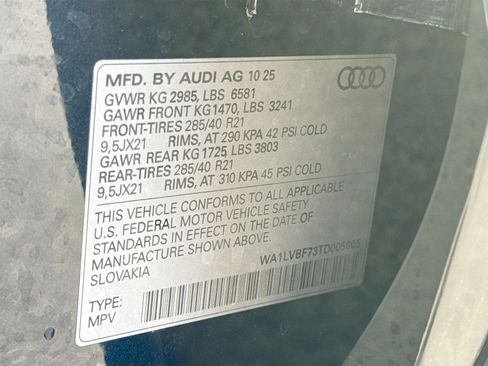 MFD. BY AUDI AG 10 25
GVWR KG 2985, LBS 6581
GAWR FRONT KG1470, LBS 3241
FRONT-TIRES 285/40 R21
9,5JX21 RIMS, AT 290 KPA 42 PSI COLD
GAWR REAR KG1725, LBS 3803
REAR-TIRES 285/40 R21
9,5JX21 RIMS, AT 310 KPA 45 PSI COLD
THIS VEHICLE CONFORMS TO ALL APPLICABLE
U.S. FEDERAL MOTOR VEHICLE SAFETY
STANDARDS IN EFFECT ON THE DATE OF
MANUFACTURE SHOWN ABOVE.
SLOVAKIA
WA1LVBF73TD005005
TYPE:
MPV